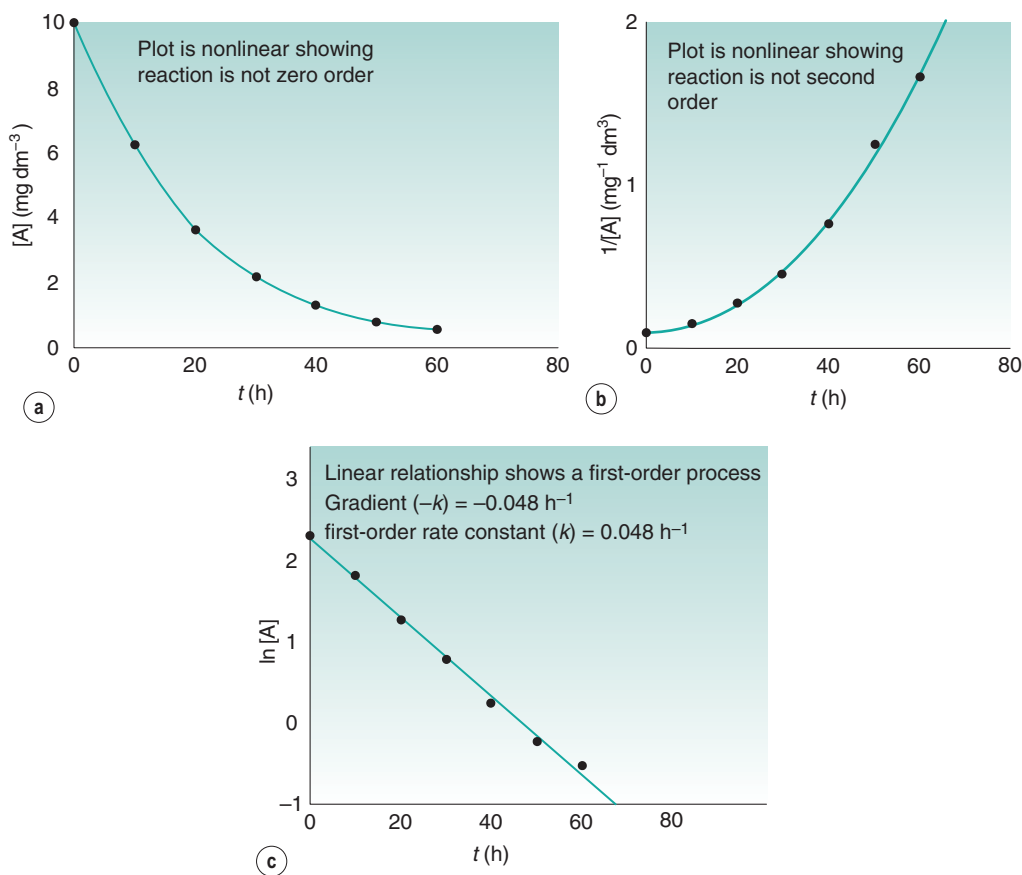 10
8
6
4
2
0
[A] (mg dm⁻³)
Plot is nonlinear showing
reaction is not zero order
0 20 40 60 80
t (h)
a
2
1
0
1/[A] (mg⁻¹ dm³)
Plot is nonlinear showing
reaction is not second
order
0 20 40 60 80
t (h)
b
3
2
1
0
–1
ln [A]
Linear relationship shows a first-order process
Gradient (–k) = –0.048 h⁻¹
first-order rate constant (k) = 0.048 h⁻¹
0 20 40 60 80
t (h)
c